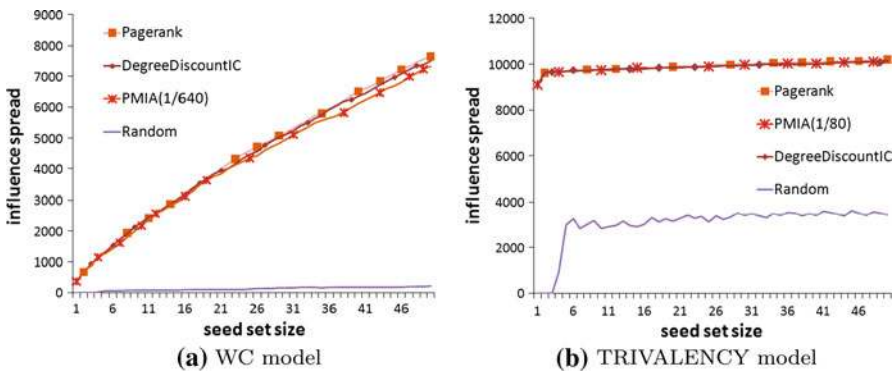 9000
8000
7000
6000
5000
4000
3000
2000
1000
0
influence spread
Pagerank
DegreeDiscountIC
PMIA(1/640)
Random
1 6 11 16 21 26 31 36 41 46
seed set size
(a) WC model
12000
10000
8000
6000
4000
2000
0
influence spread
Pagerank
PMIA(1/80)
DegreeDiscountIC
Random
1 6 11 16 21 26 31 36 41 46
seed set size
(b) TRIVALENCY model